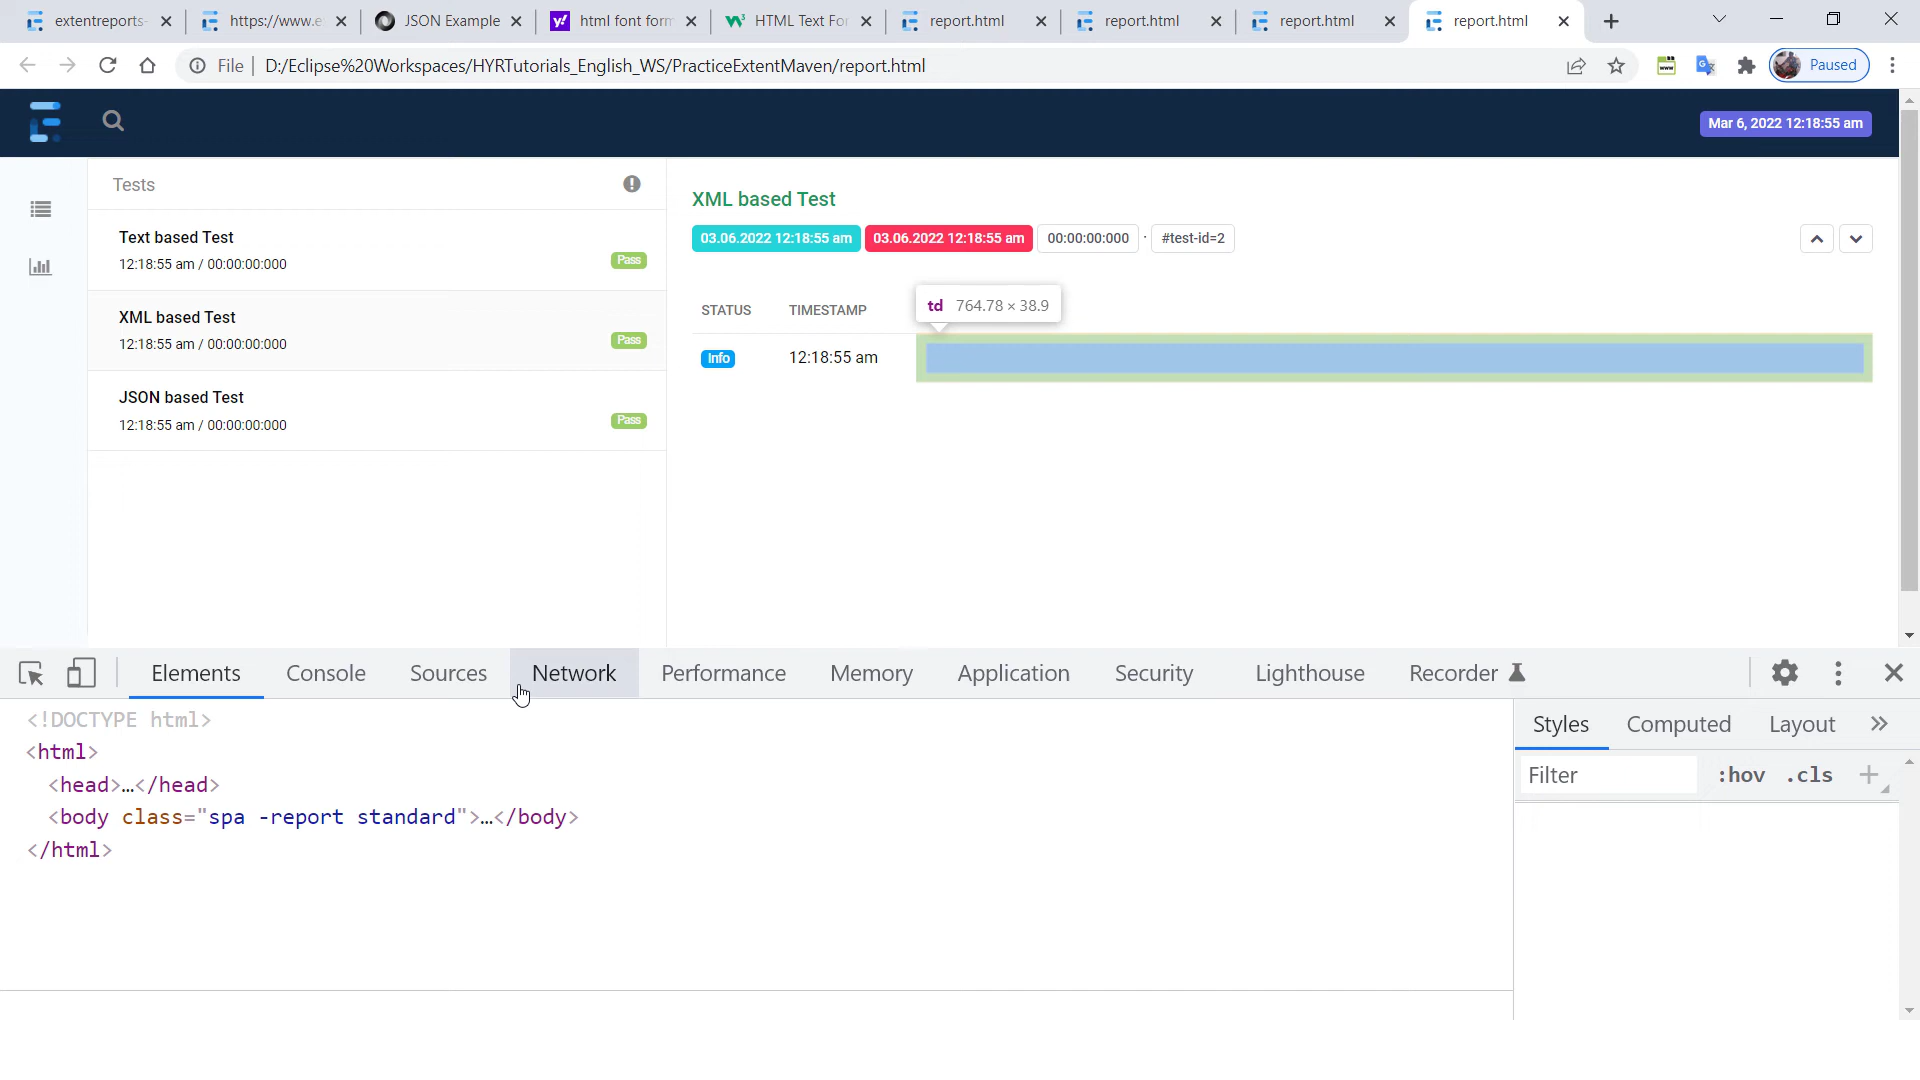 extentreports-
https://www.e
JSON Example
html font form
HTML Text For
report.html
report.html
report.html
report.html
File
D:/Eclipse%20Workspaces/HYRTutorials_English_WS/PracticeExtentMaven/report.html
Paused
Mar 6, 2022 12:18:55 am
Tests
Text based Test
12:18:55 am / 00:00:00:000
Pass
XML based Test
12:18:55 am / 00:00:00:000
Pass
JSON based Test
12:18:55 am / 00:00:00:000
Pass
XML based Test
03.06.2022 12:18:55 am 03.06.2022 12:18:55 am 00:00:00:000 · #test-id=2
STATUS TIMESTAMP
td 764.78 × 38.9
Info 12:18:55 am
Elements Console Sources Network Performance Memory Application Security Lighthouse Recorder
<!DOCTYPE html>
<html>
<head>…</head>
<body class="spa -report standard">…</body>
</html>
Styles Computed Layout »
Filter :hov .cls